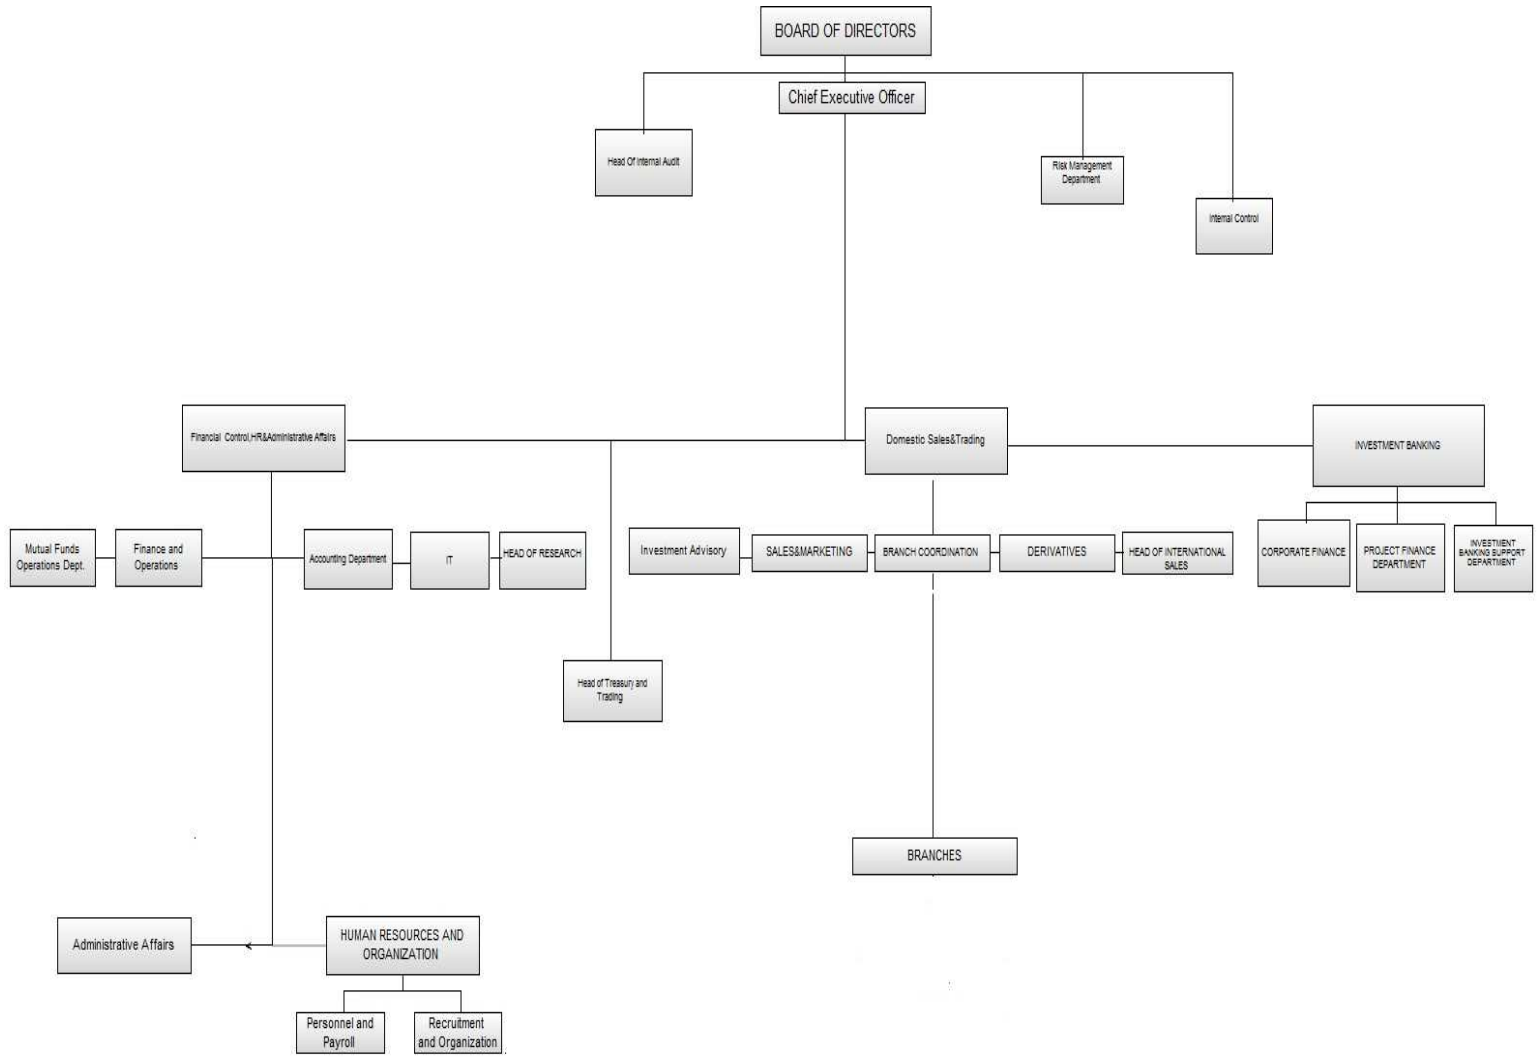 BOARD OF DIRECTORS
Chief Executive Officer
Head Of Internal Audit
Risk Management
Department
Internal Control
Financial Control,HR&Administrative Affairs
Domestic Sales&Trading
INVESTMENT BANKING
Mutual Funds
Operations Dept.
Finance and
Operations
Accounting Department
IT
HEAD OF RESEARCH
Investment Advisory
SALES&MARKETING
BRANCH COORDINATION
DERIVATIVES
HEAD OF INTERNATIONAL
SALES
CORPORATE FINANCE
PROJECT FINANCE
DEPARTMENT
INVESTMENT
BANKING SUPPORT
DEPARTMENT
Head of Treasury and
Trading
BRANCHES
Administrative Affairs
HUMAN RESOURCES AND
ORGANIZATION
Personnel and
Payroll
Recruitment
and Organization